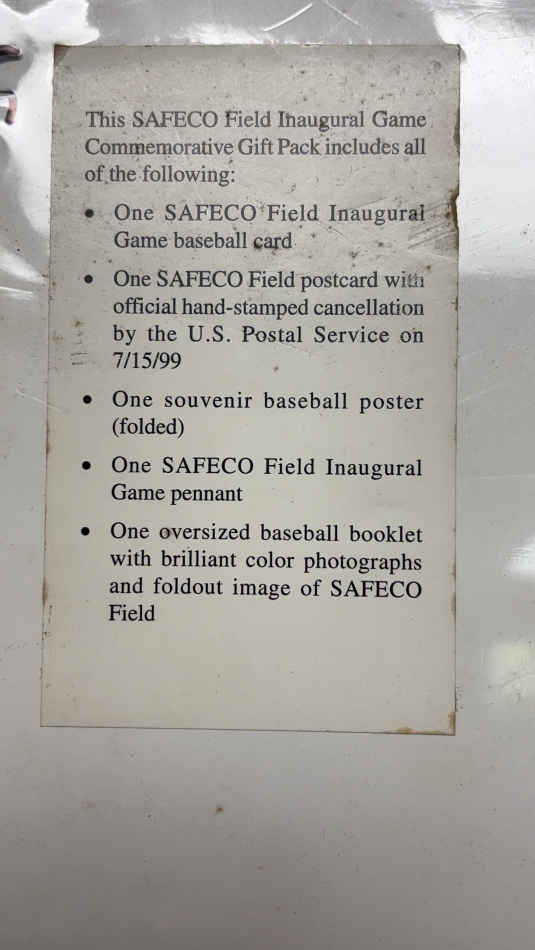 This SAFECO Field Inaugural Game
Commemorative Gift Pack includes all
of the following:
• One SAFECO Field Inaugural
Game baseball card
• One SAFECO Field postcard with
official hand-stamped cancellation
by the U.S. Postal Service on
7/15/99
• One souvenir baseball poster
(folded)
• One SAFECO Field Inaugural
Game pennant
• One oversized baseball booklet
with brilliant color photographs
and foldout image of SAFECO
Field